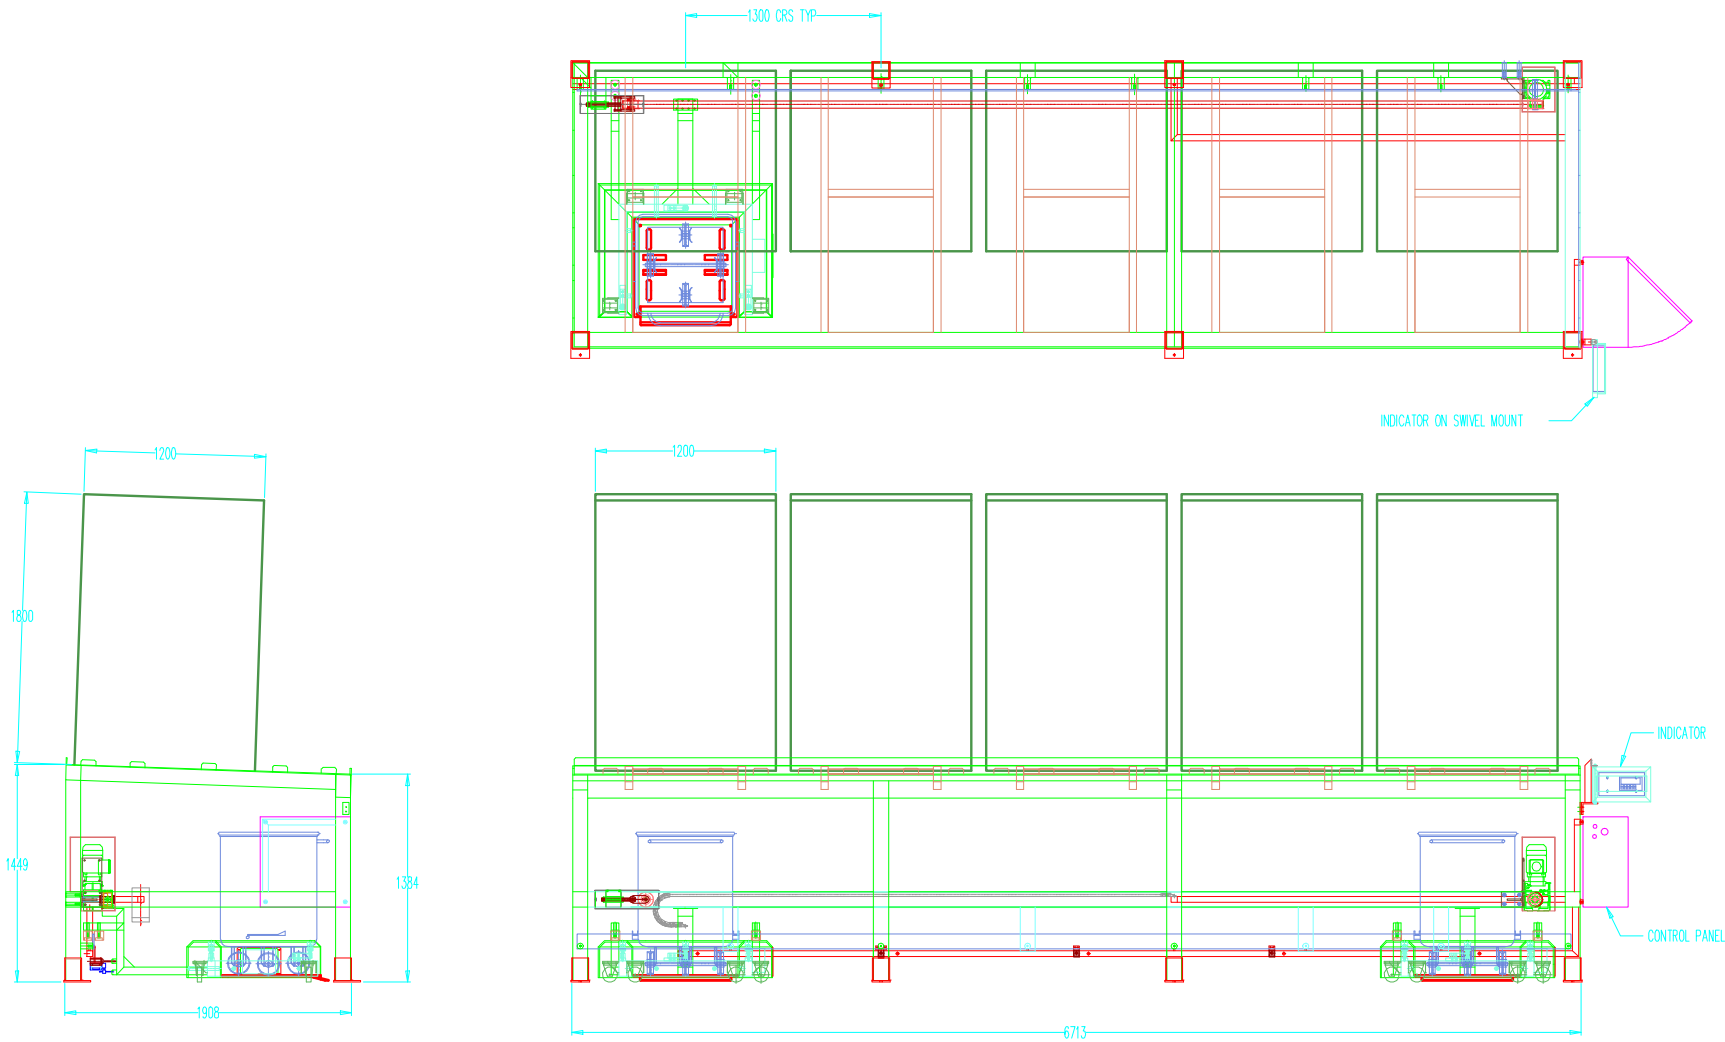 1300 CRS TYP
INDICATOR ON SWIVEL MOUNT
1200
1200
1800
INDICATOR
1449
1384
CONTROL PANEL
1908
6713